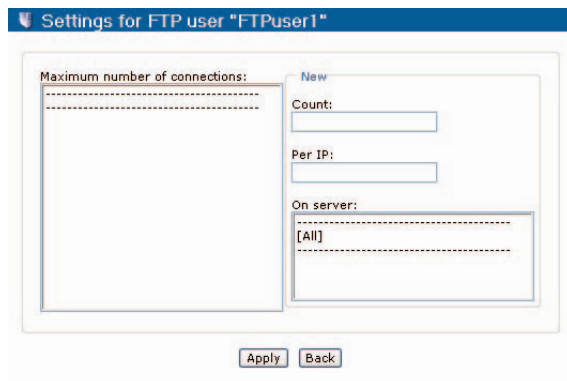 Settings for FTP user "FTPuser1"
Maximum number of connections:
----------------------------------------
----------------------------------------
New
Count:
Per IP:
On server:
----------------------------------------
[All]
----------------------------------------
Apply
Back